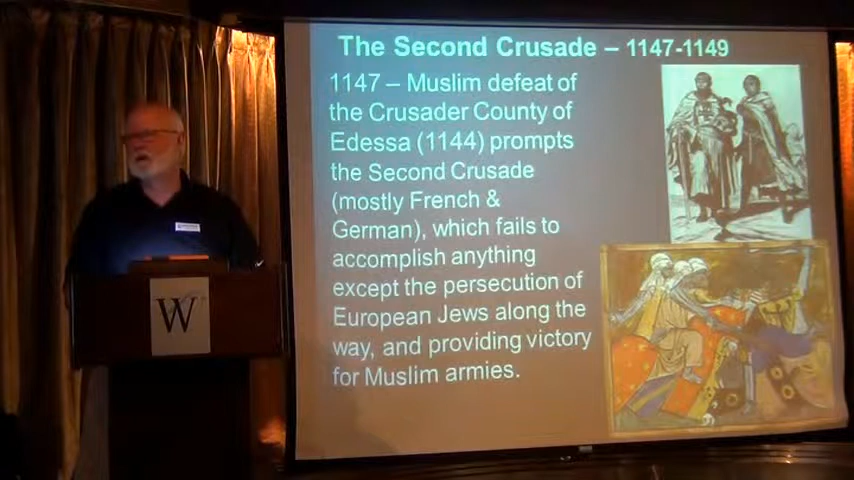 The Second Crusade – 1147-1149
1147 – Muslim defeat of
the Crusader County of
Edessa (1144) prompts
the Second Crusade
(mostly French &
German), which fails to
accomplish anything
except the persecution of
European Jews along the
way, and providing victory
for Muslim armies.
W